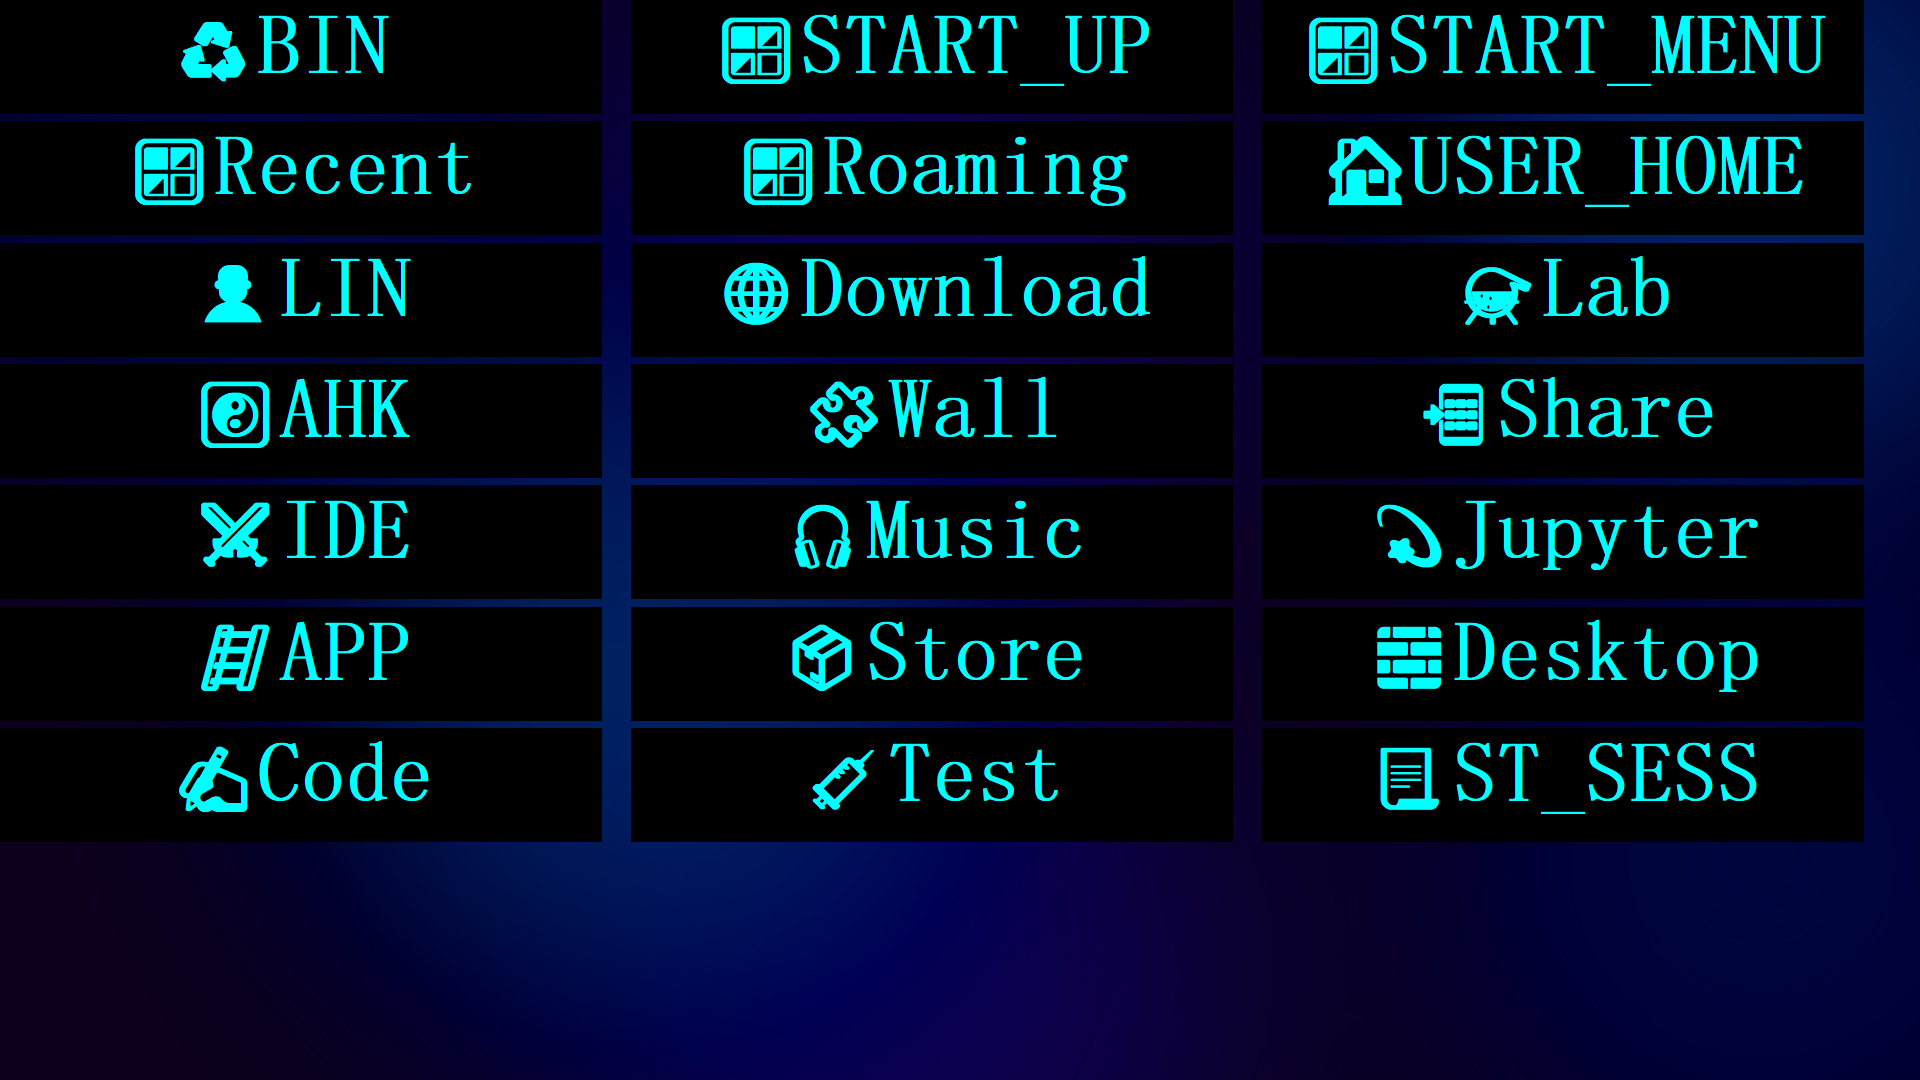 BIN START_UP START_MENU
Recent Roaming USER_HOME
LIN Download Lab
AHK Wall Share
IDE Music Jupyter
APP Store Desktop
Code Test ST_SESS